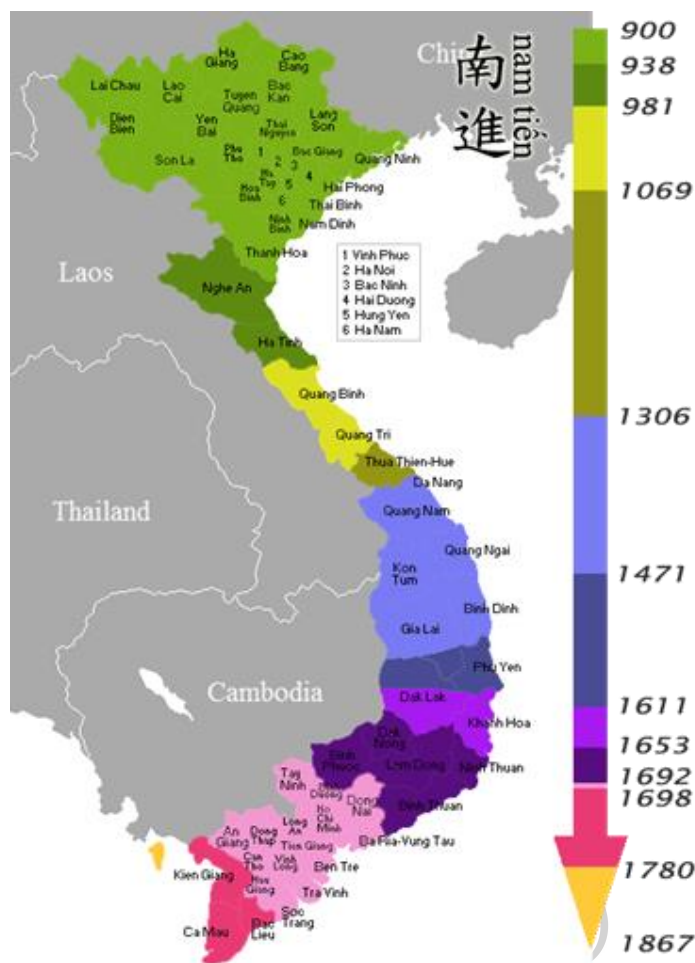 China
南
進
nam tiến
900
938
981
1069
1306
1471
1611
1653
1692
1698
1780
1867
Ha
Giang
Cao
Bang
Lai Chau
Lao
Cai
Tuyen
Quang
Bac
Kan
Dien
Bien
Yen
Bai
Thai
Nguyen
Lang
Son
Son La
Phu
Tho
1
2
3
Bac Giang
Quang Ninh
Ha
Tay
4
5
Hoa
Binh
6
Hai Phong
Thai Binh
Ninh
Binh
Nam Dinh
Thanh Hoa
1 Vinh Phuc
2 Ha Noi
3 Bac Ninh
4 Hai Duong
5 Hung Yen
6 Ha Nam
Laos
Nghe An
Ha Tinh
Quang Binh
Quang Tri
Thua Thien-Hue
Da Nang
Thailand
Quang Nam
Quang Ngai
Kon
Tum
Binh Dinh
Gia Lai
Phu Yen
Cambodia
Dak Lak
Khanh Hoa
Dak
Nong
Binh
Phuoc
Lam Dong
Ninh Thuan
Tay
Ninh
Binh
Duong
Dong
Nai
Binh Thuan
Ho
Chi
Minh
BaRia-Vung Tau
An
Giang
Dong
Thap
Long
An
Tien Giang
Kien Giang
Can
Tho
Vinh
Long
Ben Tre
Hau
Giang
Tra Vinh
Soc
Trang
Ca Mau
Bac
Lieu